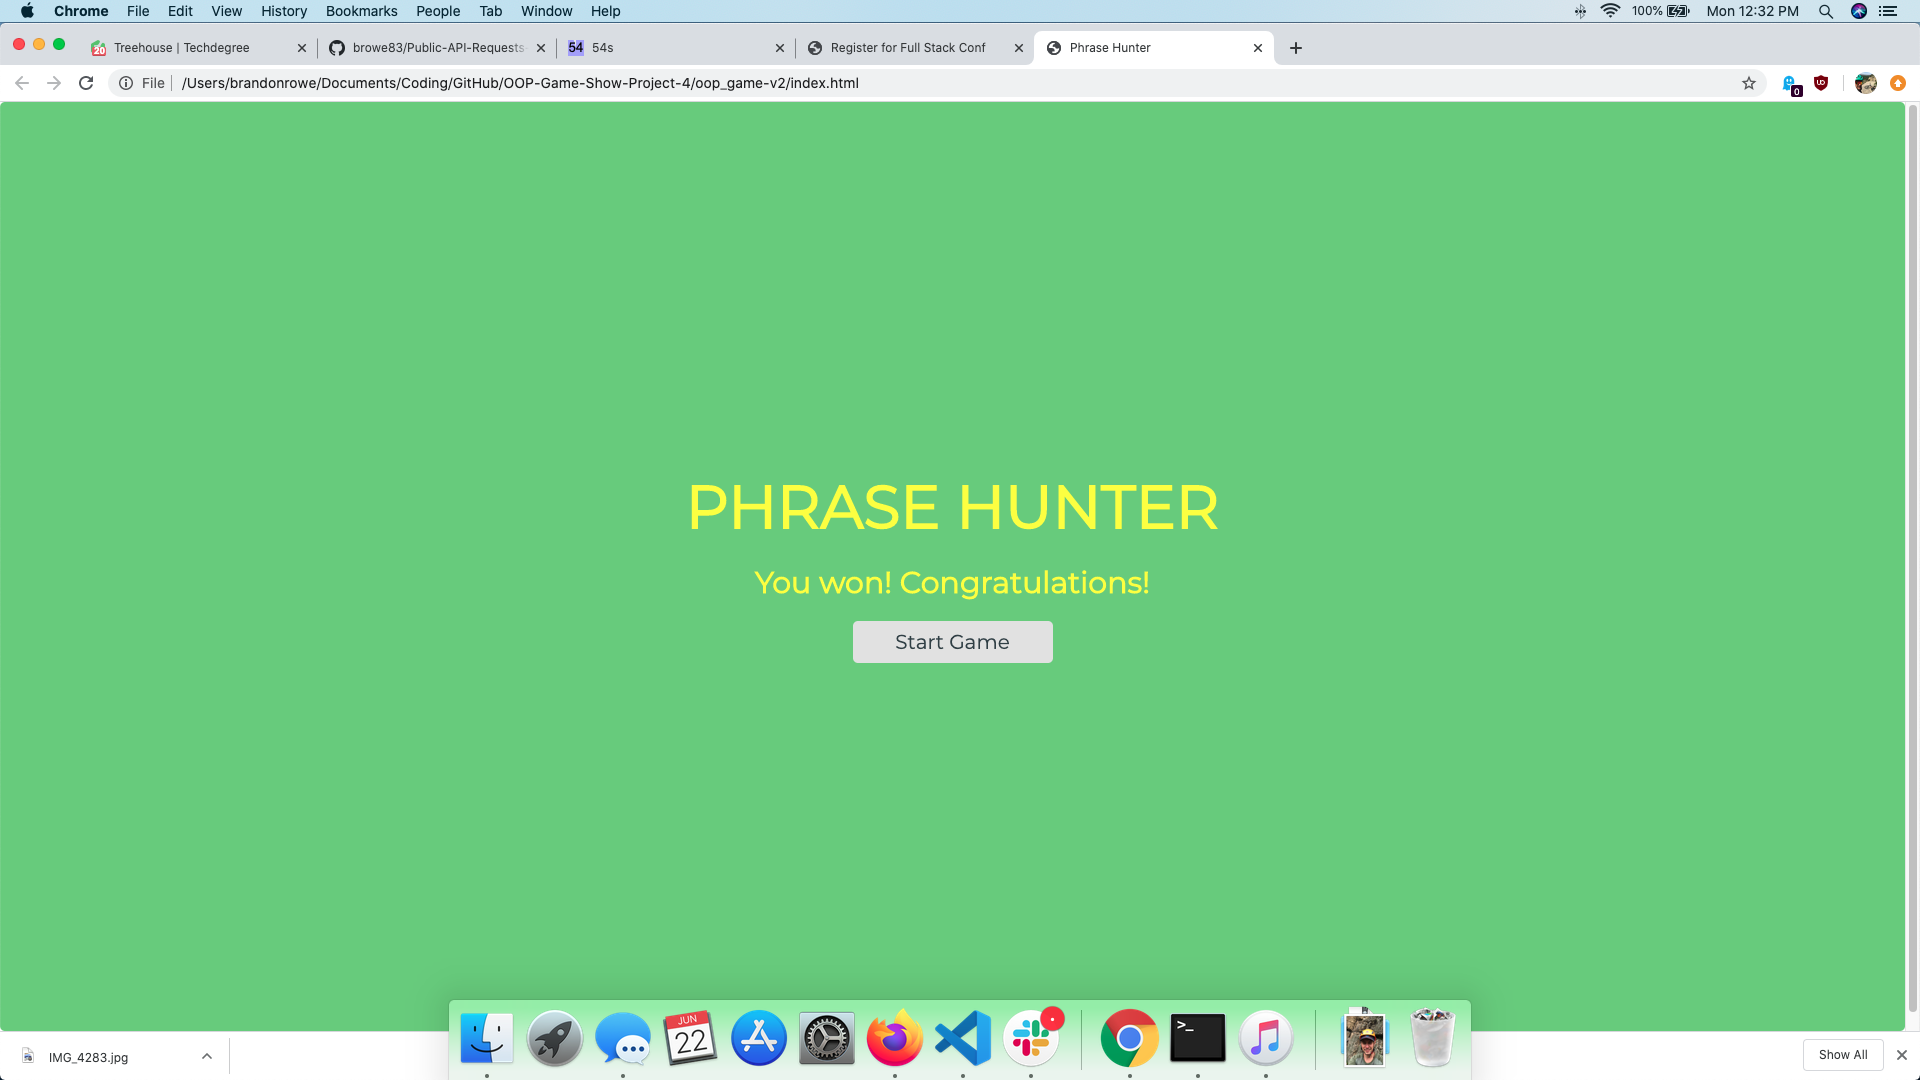 Chrome File Edit View History Bookmarks People Tab Window Help 100% Mon 12:32 PM
20 Treehouse | Techdegree browe83/Public-API-Requests 54 54s Register for Full Stack Conf Phrase Hunter
File /Users/brandonrowe/Documents/Coding/GitHub/OOP-Game-Show-Project-4/oop_game-v2/index.html 0
PHRASE HUNTER
You won! Congratulations!
Start Game
JUN
22
>_
IMG_4283.jpg Show All